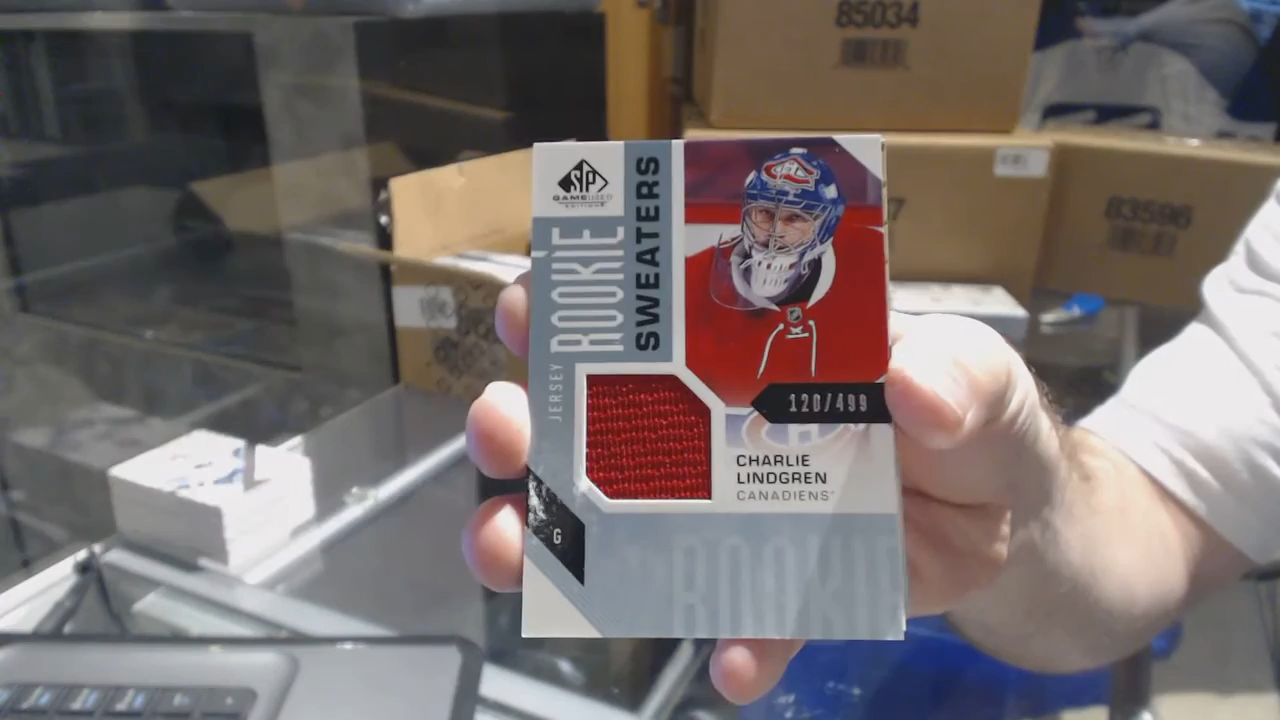 85034
83596
SP
GAME USED
EDITION
JERSEY
ROOKIE
SWEATERS
120/499
CHARLIE
LINDGREN
CANADIENS
G
ROOKIE